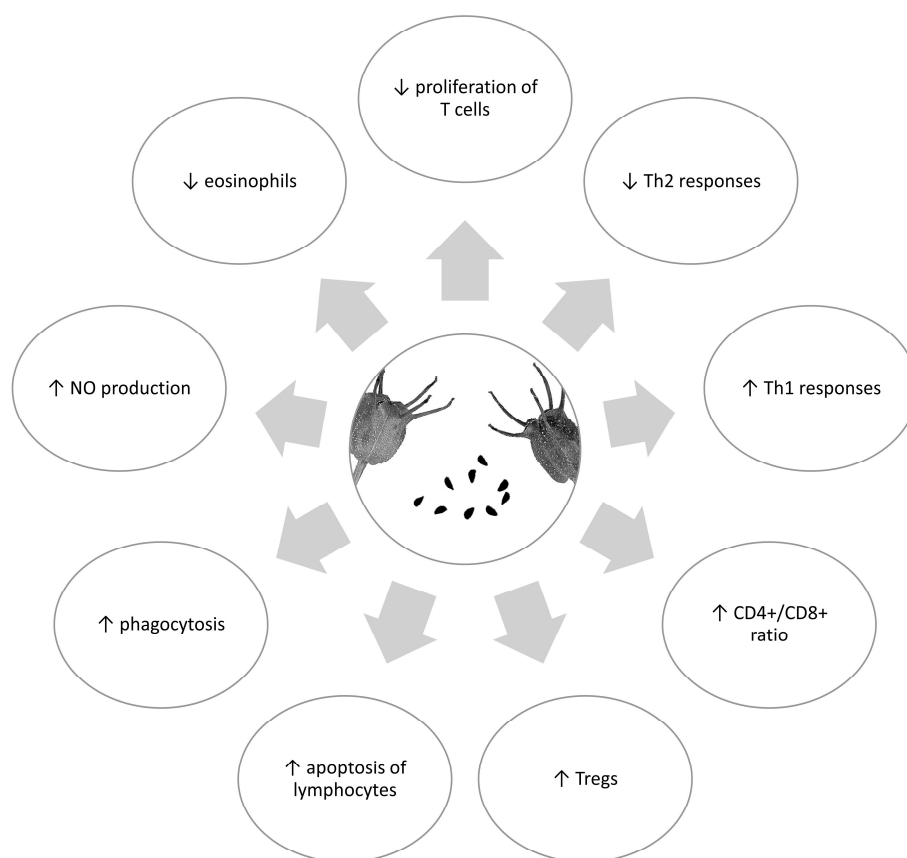 ↓ proliferation of
T cells
↓ eosinophils
↓ Th2 responses
↑ NO production
↑ Th1 responses
↑ phagocytosis
↑ CD4+/CD8+
ratio
↑ apoptosis of
lymphocytes
↑ Tregs